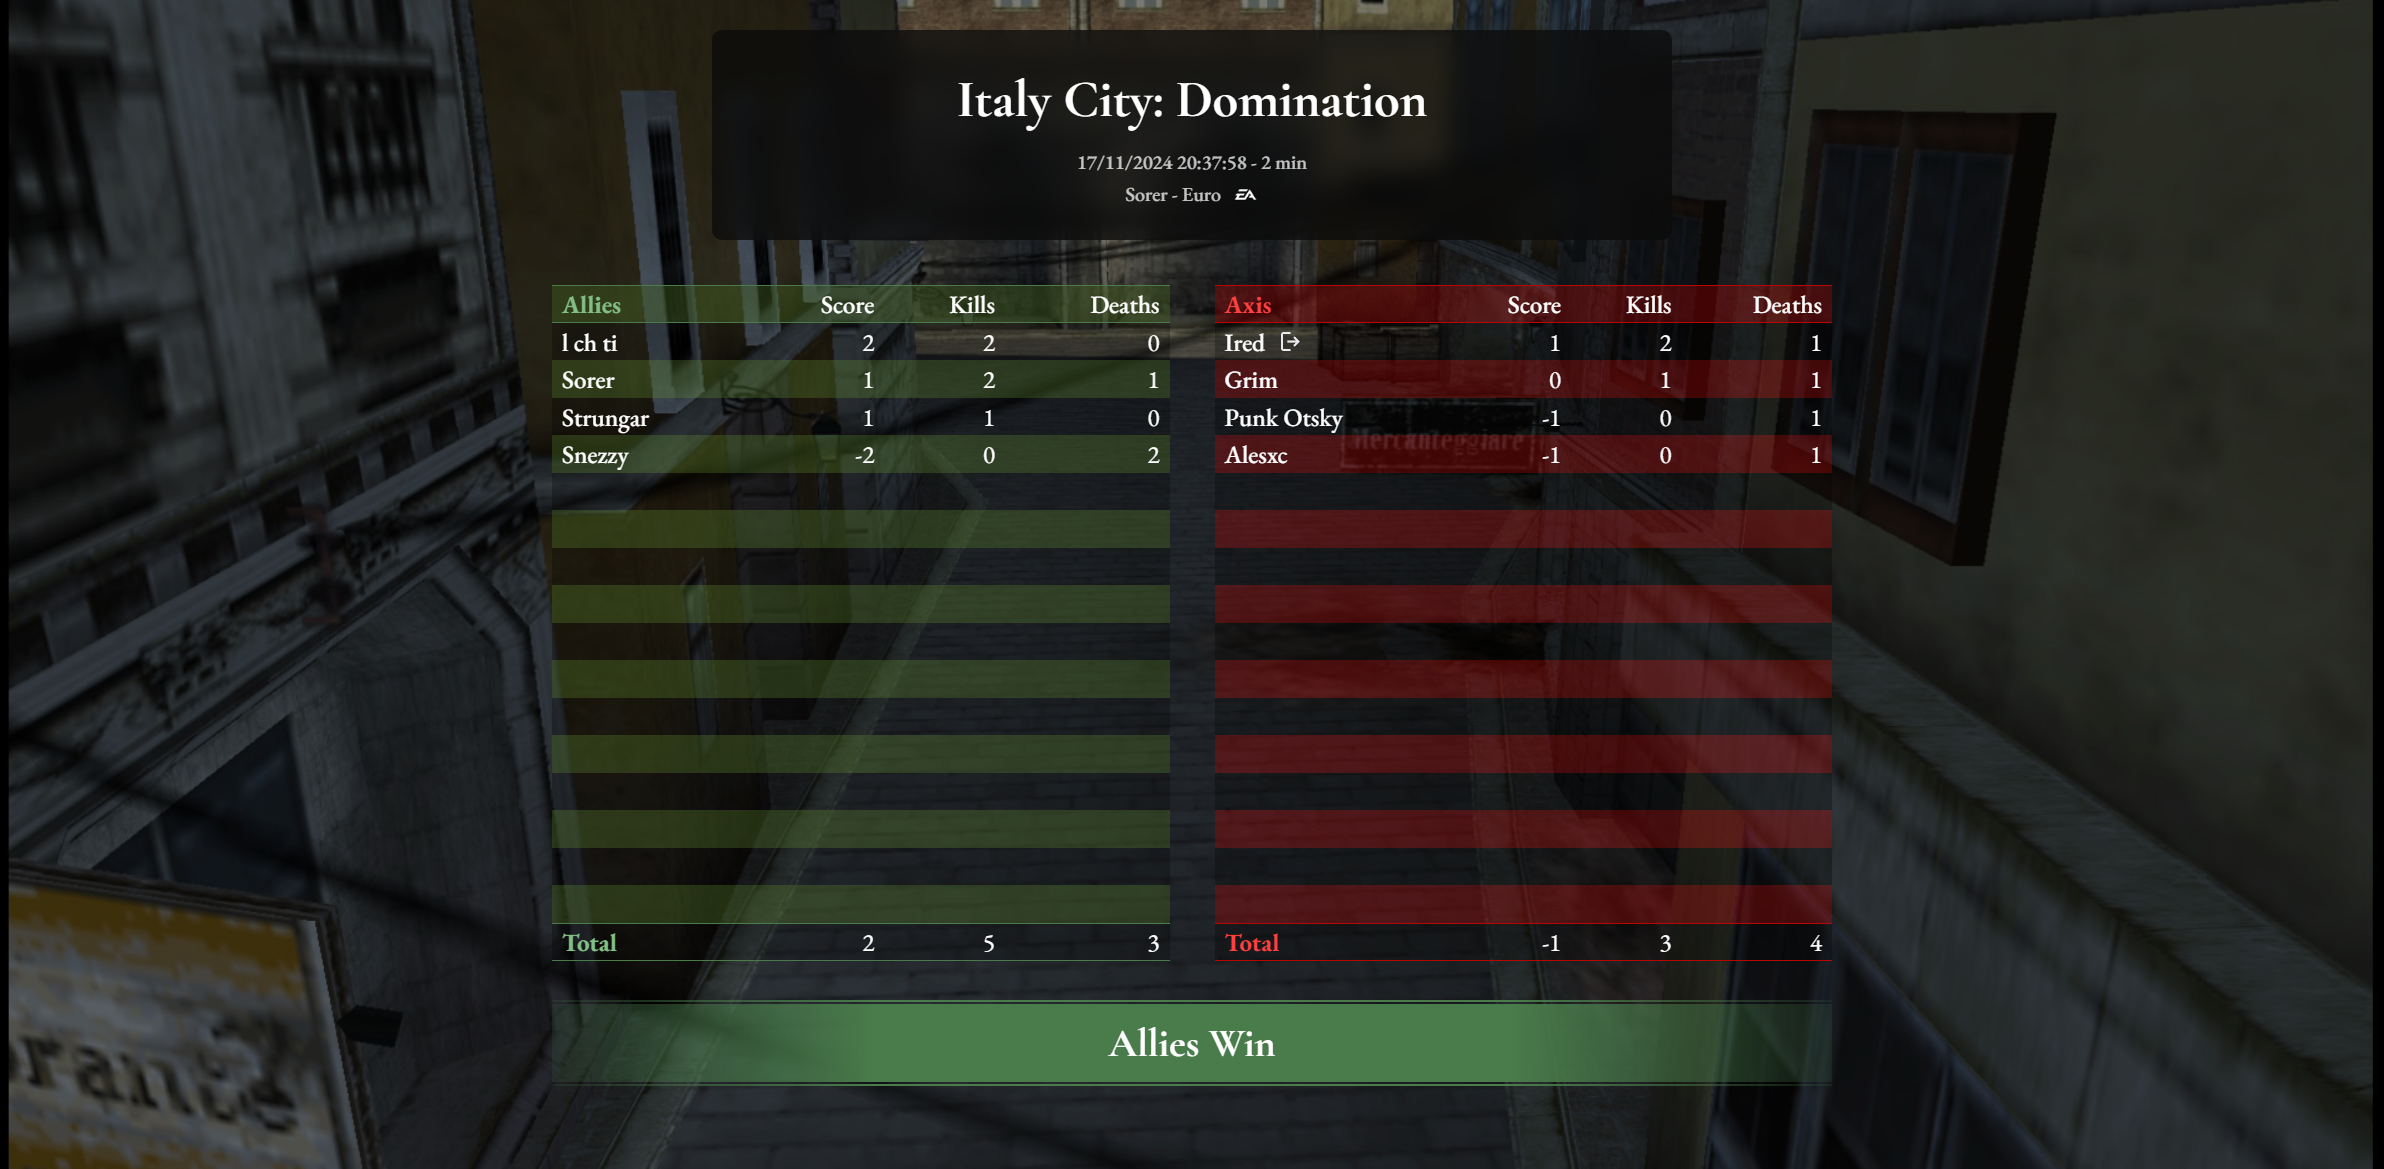 Italy City: Domination
17/11/2024 20:37:58 - 2 min
Sorer - Euro EA
Allies Score Kills Deaths
l ch ti 2 2 0
Sorer 1 2 1
Strungar 1 1 0
Snezzy -2 0 2
Total 2 5 3
Axis Score Kills Deaths
Ired 1 2 1
Grim 0 1 1
Punk Otsky -1 0 1
Alesxc -1 0 1
Total -1 3 4
Mercanteggiare
Allies Win